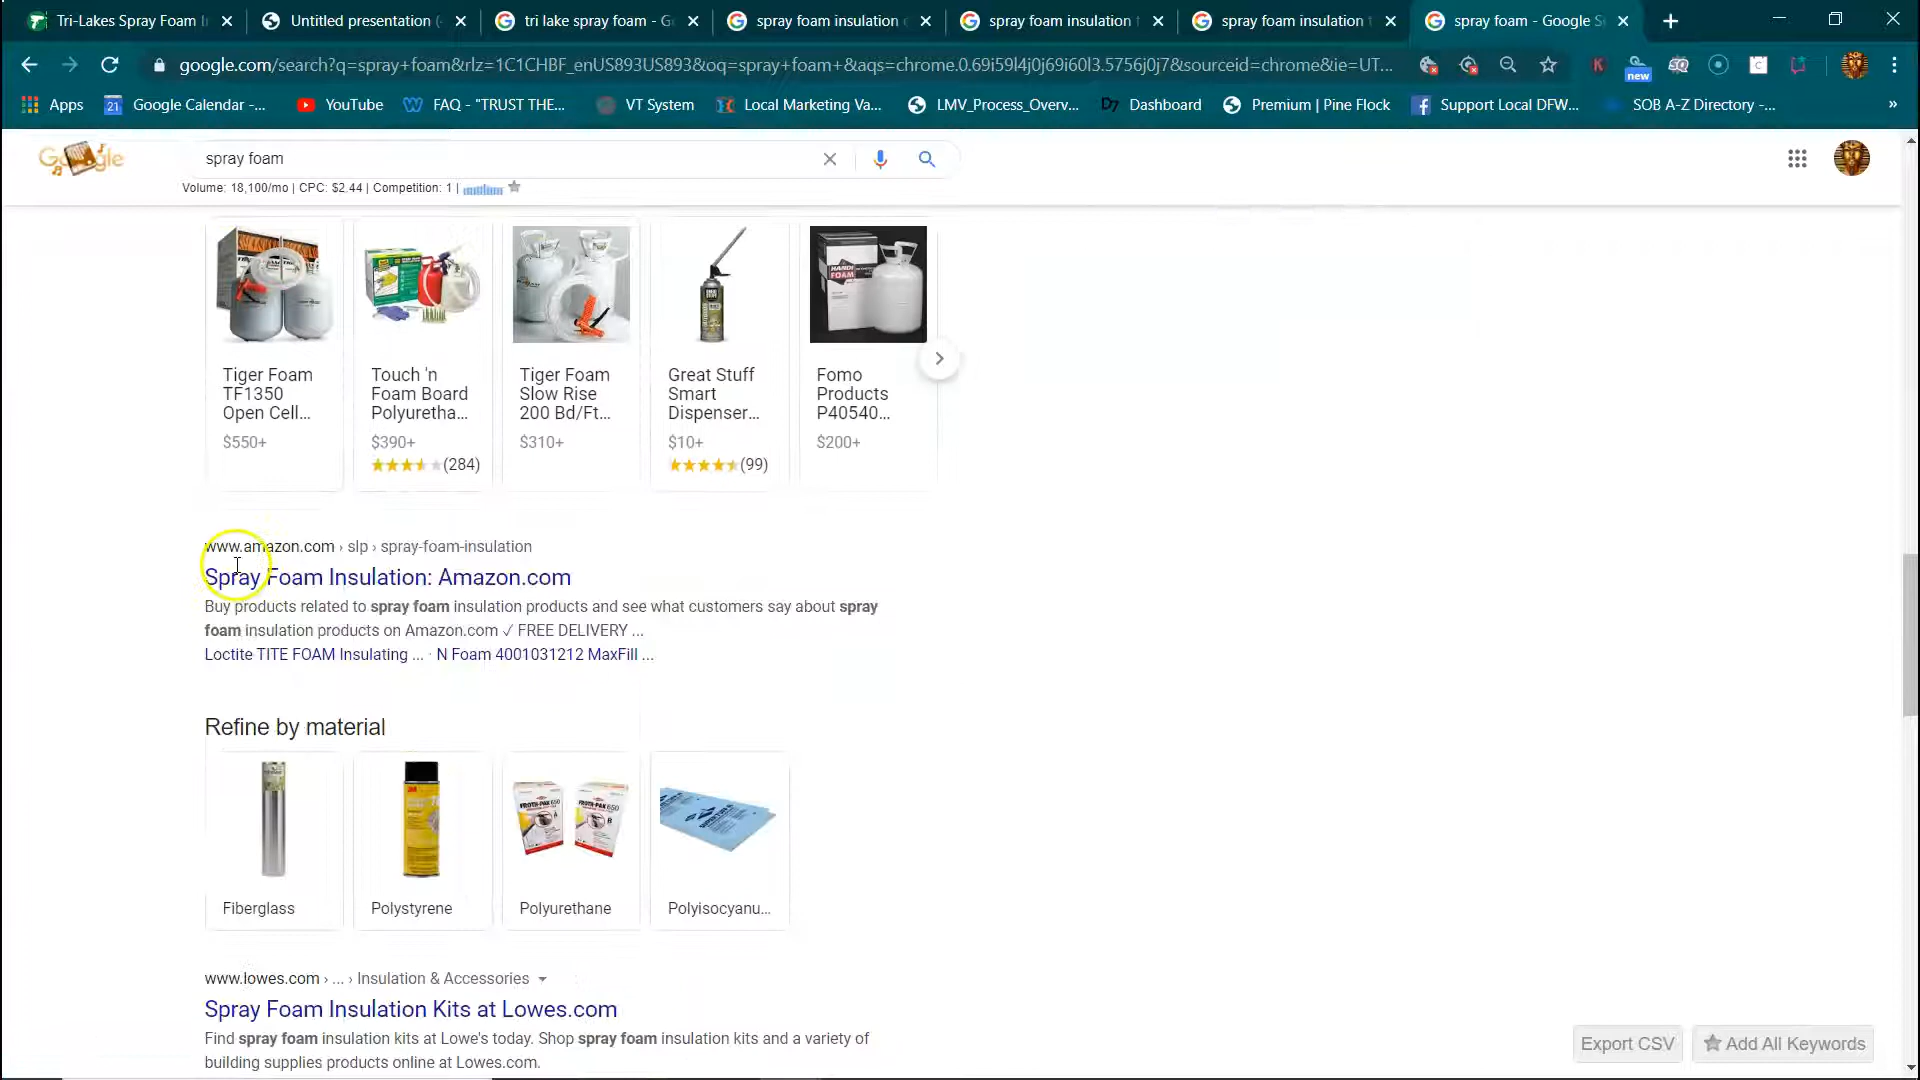 Tri-Lakes Spray Foam I
Untitled presentation (
tri lake spray foam - G
spray foam insulation
spray foam insulation
spray foam insulation
spray foam - Google S
google.com/search?q=spray+foam&rlz=1C1CHBF_enUS893US893&oq=spray+foam+&aqs=chrome.0.69i59l4j0j69i60l3.5756j0j7&sourceid=chrome&ie=UT...
new
Apps
21 Google Calendar -...
YouTube
FAQ - "TRUST THE...
VT System
Local Marketing Va...
LMV_Process_Overv...
D7 Dashboard
Premium | Pine Flock
Support Local DFW...
SOB A-Z Directory -...
spray foam
Volume: 18,100/mo | CPC: $2.44 | Competition: 1 |
Tiger Foam
TF1350
Open Cell...
$550+
Touch 'n
Foam Board
Polyuretha...
$390+
(284)
Tiger Foam
Slow Rise
200 Bd/Ft...
$310+
Great Stuff
Smart
Dispenser...
$10+
(99)
Fomo
Products
P40540...
$200+
www.amazon.com › slp › spray-foam-insulation
Spray Foam Insulation: Amazon.com
Buy products related to spray foam insulation products and see what customers say about spray
foam insulation products on Amazon.com ✓ FREE DELIVERY ...
Loctite TITE FOAM Insulating ... · N Foam 4001031212 MaxFill ...
Refine by material
Fiberglass
Polystyrene
Polyurethane
Polyisocyanu...
www.lowes.com › ... › Insulation & Accessories
Spray Foam Insulation Kits at Lowes.com
Find spray foam insulation kits at Lowe's today. Shop spray foam insulation kits and a variety of
building supplies products online at Lowes.com.
Export CSV
Add All Keywords